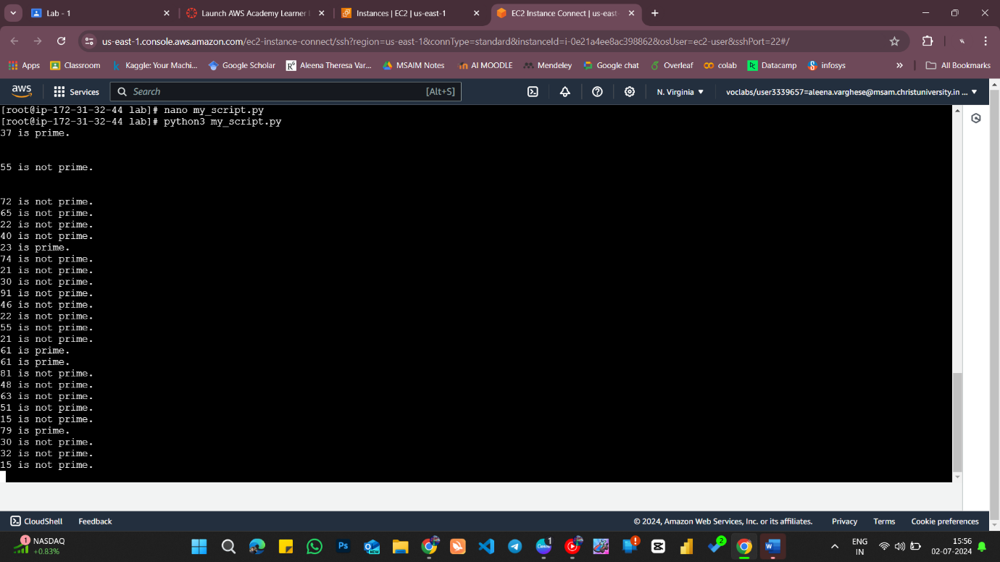 Lab - 1
Launch AWS Academy Learner
Instances | EC2 | us-east-1
EC2 Instance Connect | us-east-
us-east-1.console.aws.amazon.com/ec2-instance-connect/ssh?region=us-east-1&connType=standard&instanceId=i-0e21a4ee8ac398862&osUser=ec2-user&sshPort=22#/
Apps Classroom Kaggle: Your Machi... Google Scholar Aleena Theresa Var... MSAIM Notes AI MOODLE Mendeley Google chat Overleaf colab Datacamp infosys » All Bookmarks
aws Services Search [Alt+S] N. Virginia voclabs/user3339657=aleena.varghese@msam.christuniversity.in ...
[root@ip-172-31-32-44 lab]# nano my_script.py
[root@ip-172-31-32-44 lab]# python3 my_script.py
37 is prime.
55 is not prime.
72 is not prime.
65 is not prime.
22 is not prime.
40 is not prime.
23 is prime.
74 is not prime.
21 is not prime.
30 is not prime.
91 is not prime.
46 is not prime.
22 is not prime.
55 is not prime.
21 is not prime.
61 is prime.
61 is prime.
81 is not prime.
48 is not prime.
63 is not prime.
51 is not prime.
15 is not prime.
79 is prime.
30 is not prime.
32 is not prime.
15 is not prime.
CloudShell Feedback © 2024, Amazon Web Services, Inc. or its affiliates. Privacy Terms Cookie preferences
1 NASDAQ
+0.83%
Ps
NEW
1
2
W
ENG
IN
15:56
02-07-2024